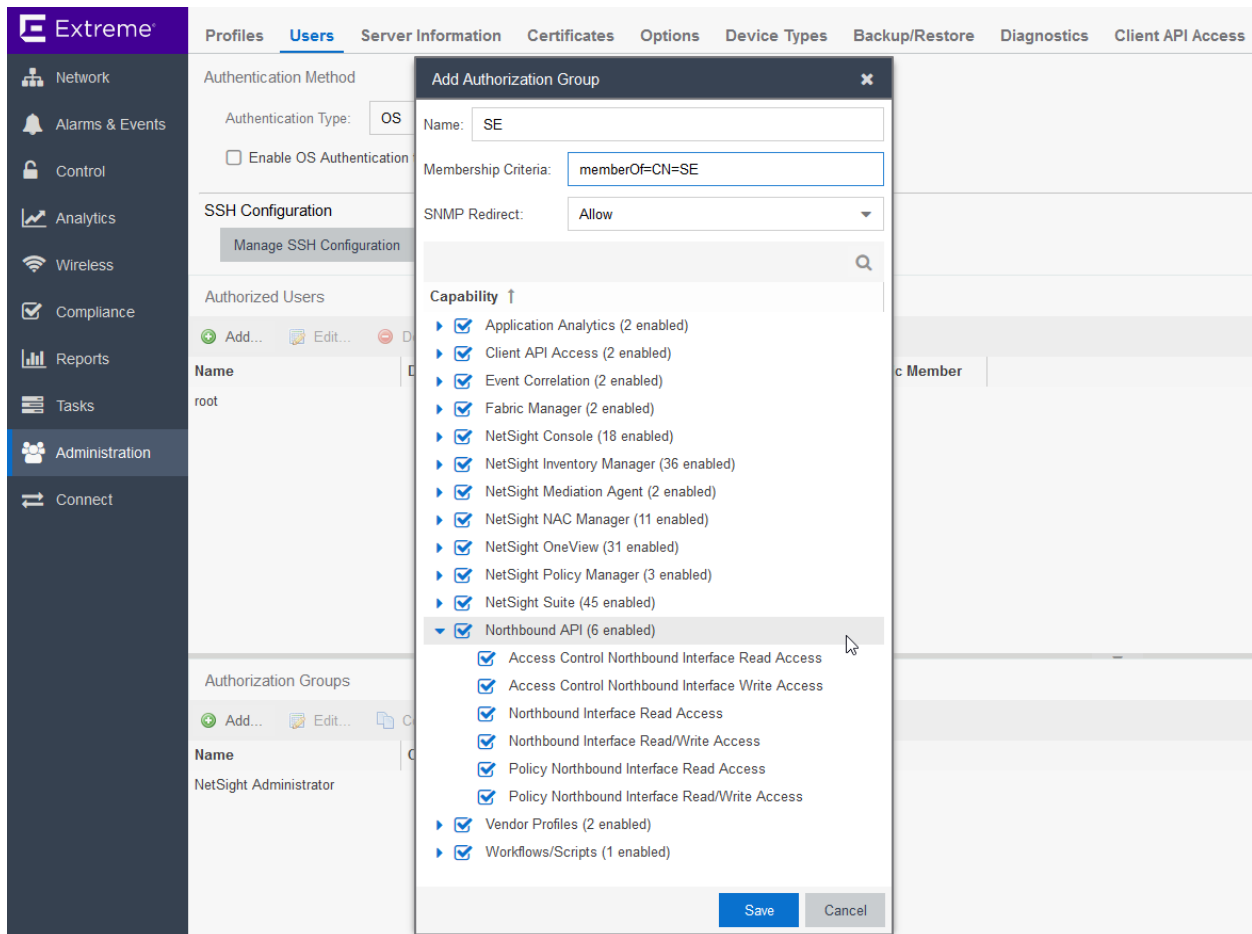 Extreme
Profiles Users Server Information Certificates Options Device Types Backup/Restore Diagnostics Client API Access
Network
Alarms & Events
Control
Analytics
Wireless
Compliance
Reports
Tasks
Administration
Connect
Authentication Method
Authentication Type: OS
Enable OS Authentication
SSH Configuration
Manage SSH Configuration
Authorized Users
Add... Edit...
Name
c Member
root
Authorization Groups
Add... Edit...
Name
NetSight Administrator
Add Authorization Group
Name: SE
Membership Criteria: memberOf=CN=SE
SNMP Redirect: Allow
Capability ↑
Application Analytics (2 enabled)
Client API Access (2 enabled)
Event Correlation (2 enabled)
Fabric Manager (2 enabled)
NetSight Console (18 enabled)
NetSight Inventory Manager (36 enabled)
NetSight Mediation Agent (2 enabled)
NetSight NAC Manager (11 enabled)
NetSight OneView (31 enabled)
NetSight Policy Manager (3 enabled)
NetSight Suite (45 enabled)
Northbound API (6 enabled)
Access Control Northbound Interface Read Access
Access Control Northbound Interface Write Access
Northbound Interface Read Access
Northbound Interface Read/Write Access
Policy Northbound Interface Read Access
Policy Northbound Interface Read/Write Access
Vendor Profiles (2 enabled)
Workflows/Scripts (1 enabled)
Save Cancel